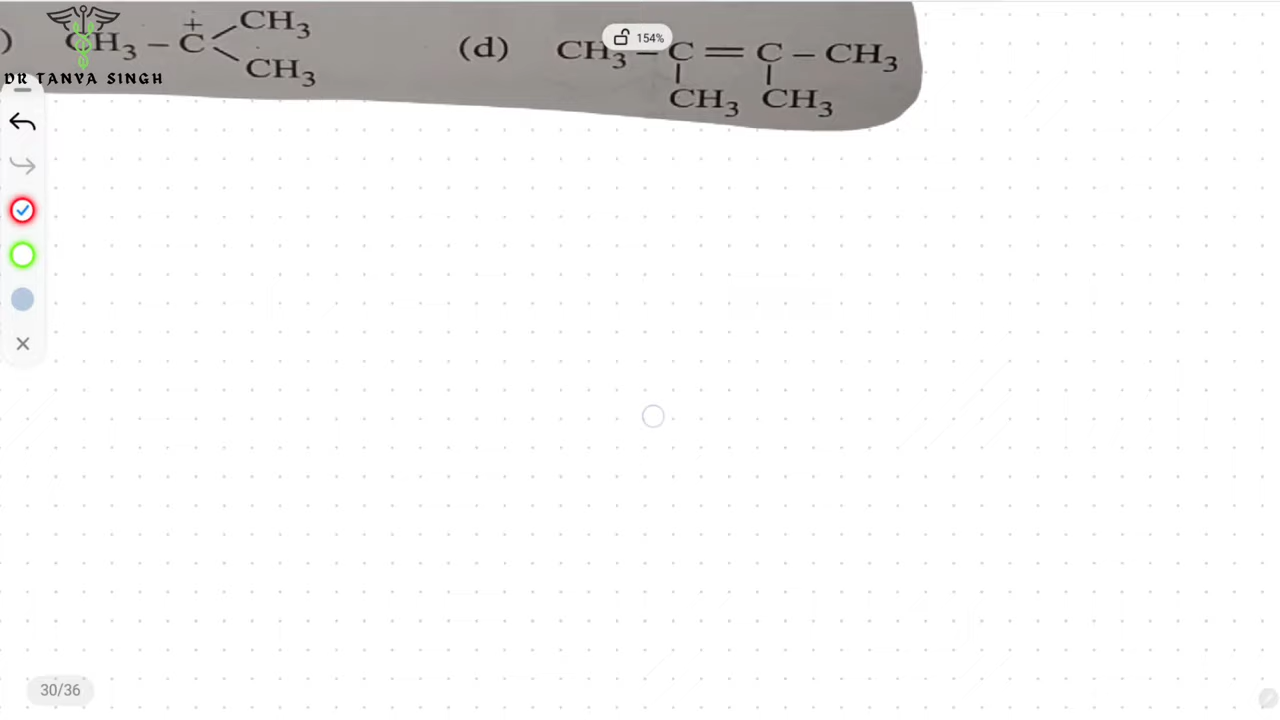 ) CH₃ – C⁺ CH₃
CH₃
(d) CH₃ – C = C – CH₃
CH₃ CH₃
154%
DR TANYA SINGH
30/36